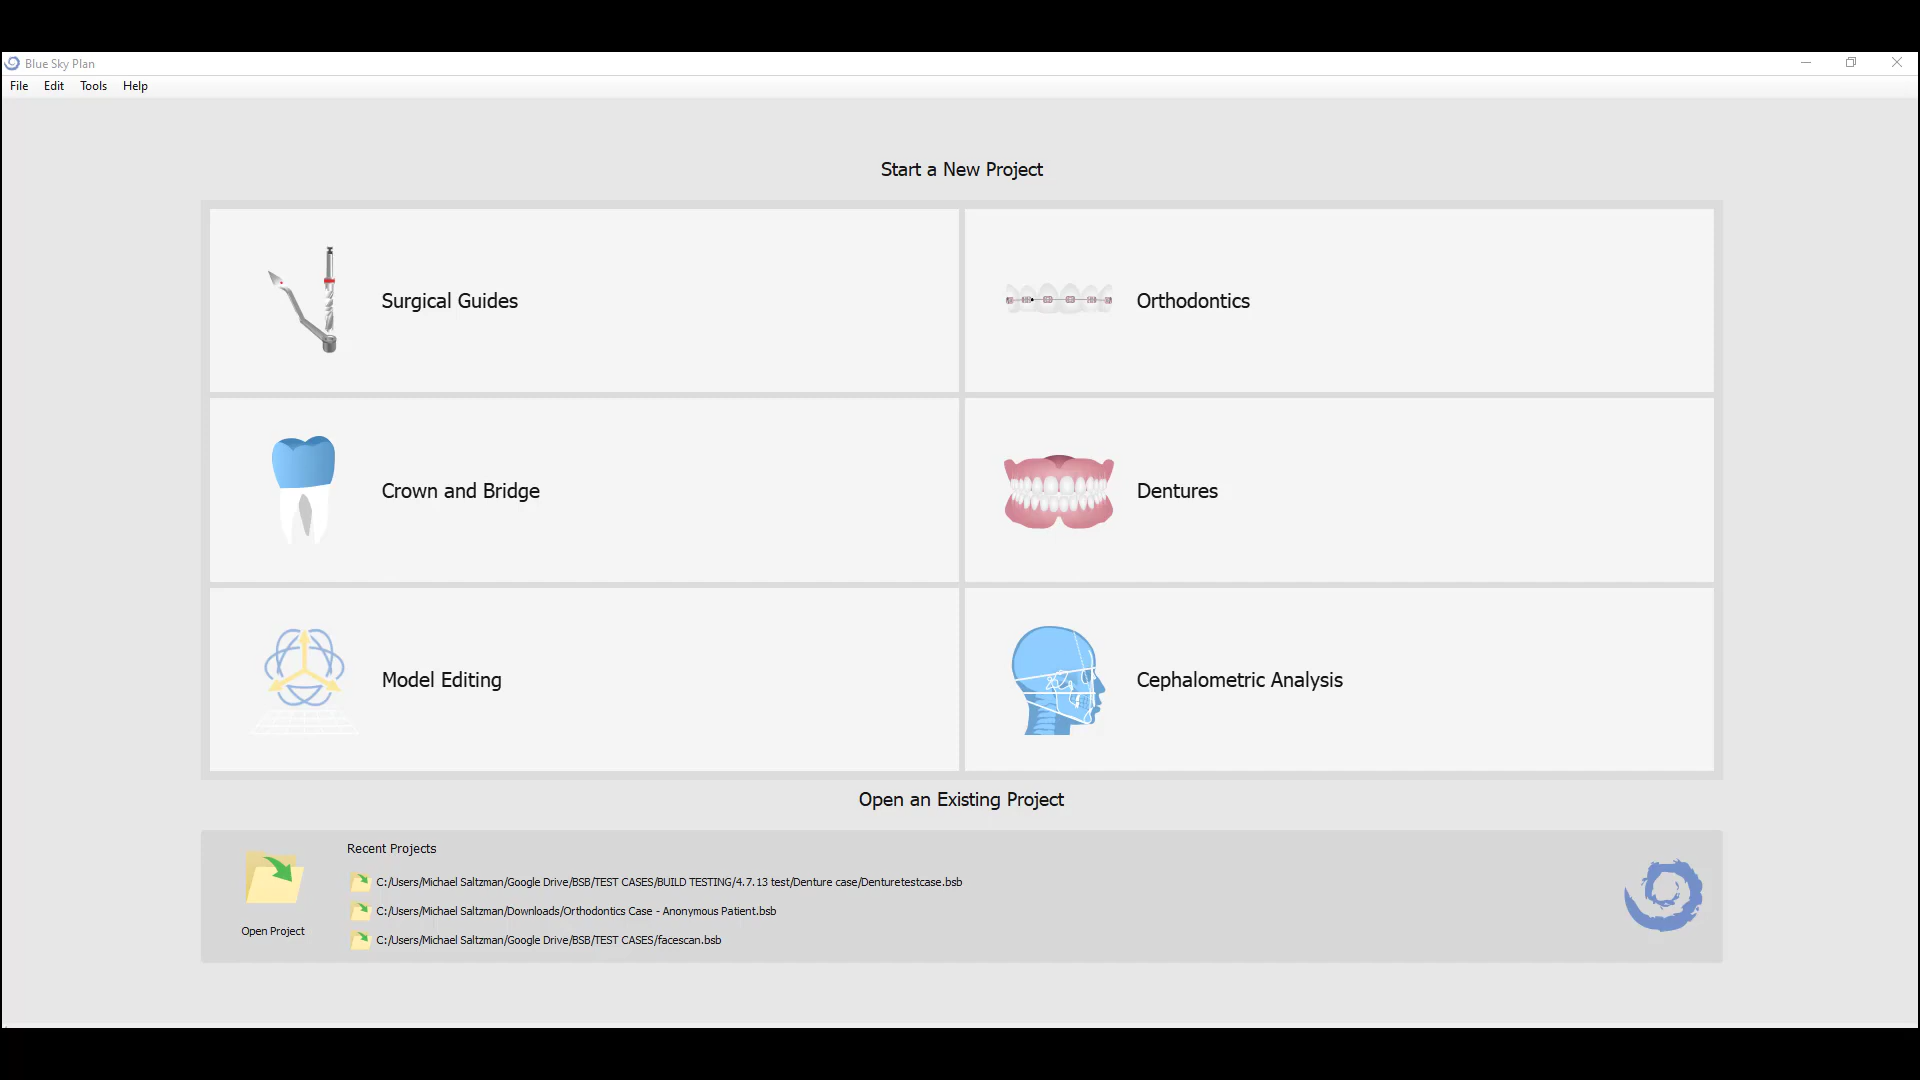 Blue Sky Plan
File Edit Tools Help
Start a New Project
Surgical Guides
Orthodontics
Crown and Bridge
Dentures
Model Editing
Cephalometric Analysis
Open an Existing Project
Recent Projects
C:/Users/Michael Saltzman/Google Drive/BSB/TEST CASES/BUILD TESTING/4.7.13 test/Denture case/Denturetestcase.bsb
C:/Users/Michael Saltzman/Downloads/Orthodontics Case - Anonymous Patient.bsb
Open Project
C:/Users/Michael Saltzman/Google Drive/BSB/TEST CASES/facescan.bsb